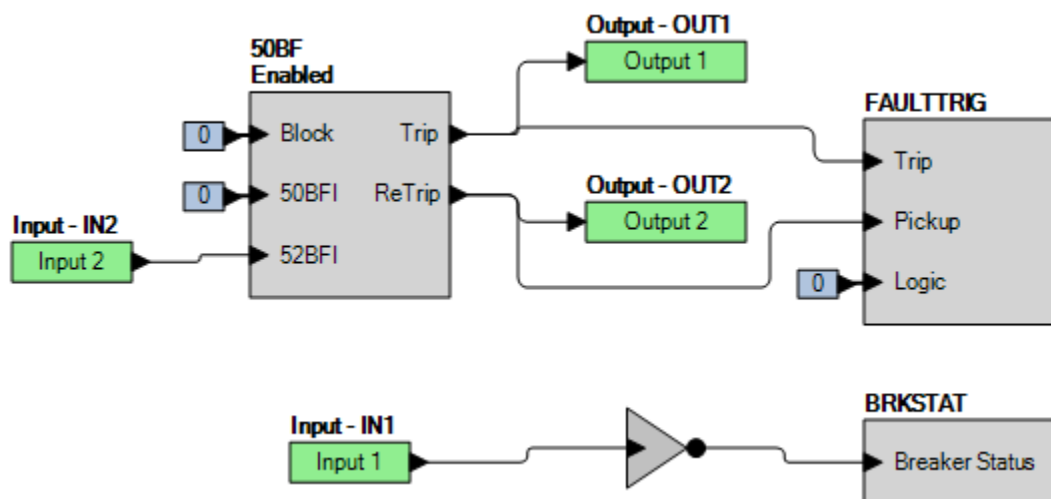 50BF
Enabled
0
Block
Trip
0
50BFI
ReTrip
52BFI
Input - IN2
Input 2
Output - OUT1
Output 1
Output - OUT2
Output 2
FAULTTRIG
Trip
Pickup
0
Logic
Input - IN1
Input 1
BRKSTAT
Breaker Status